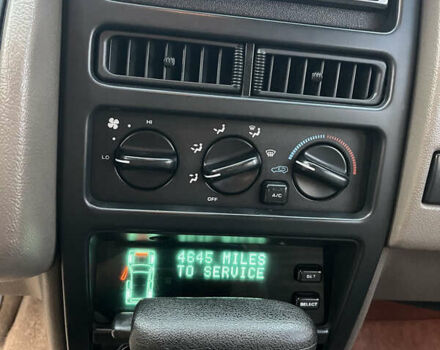 HI
LO
OFF
A/C
4645 MILES
TO SERVICE
SET
SELECT